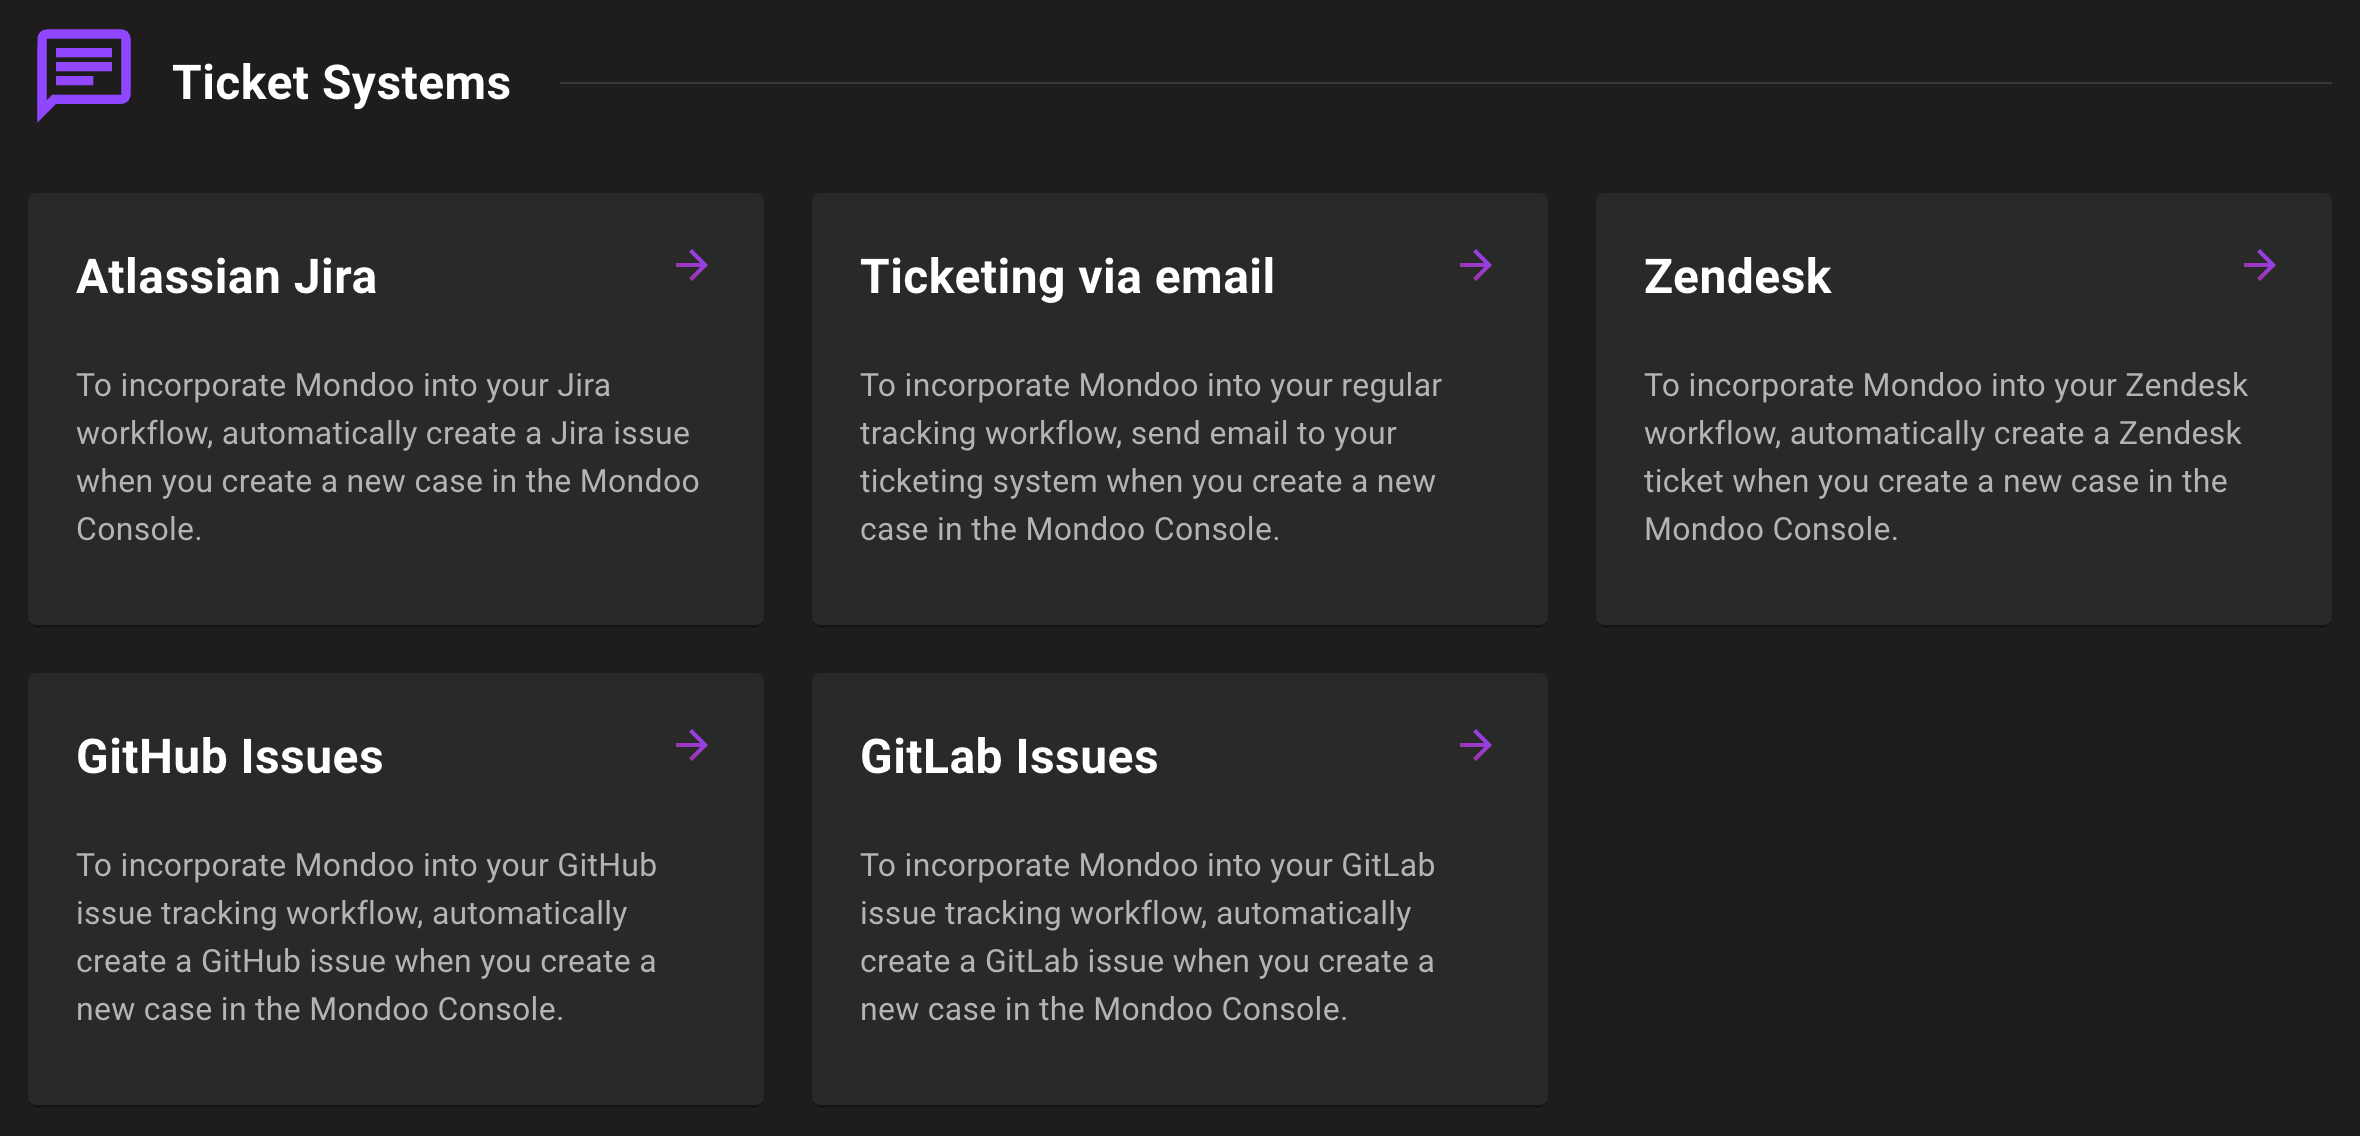 Ticket Systems
Atlassian Jira
To incorporate Mondoo into your Jira
workflow, automatically create a Jira issue
when you create a new case in the Mondoo
Console.
Ticketing via email
To incorporate Mondoo into your regular
tracking workflow, send email to your
ticketing system when you create a new
case in the Mondoo Console.
Zendesk
To incorporate Mondoo into your Zendesk
workflow, automatically create a Zendesk
ticket when you create a new case in the
Mondoo Console.
GitHub Issues
To incorporate Mondoo into your GitHub
issue tracking workflow, automatically
create a GitHub issue when you create a
new case in the Mondoo Console.
GitLab Issues
To incorporate Mondoo into your GitLab
issue tracking workflow, automatically
create a GitLab issue when you create a
new case in the Mondoo Console.